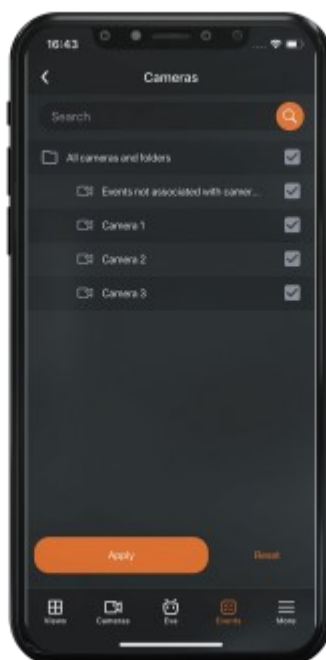 16:43
Cameras
Search
All cameras and folders
Events not associated with camer...
Camera 1
Camera 2
Camera 3
Apply
Reset
Views
Cameras
Eva
Events
More